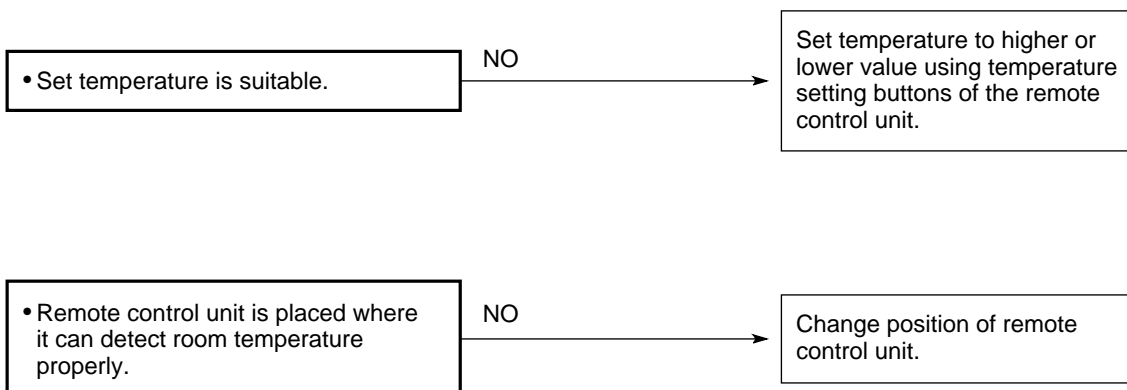 • Set temperature is suitable.
NO
Set temperature to higher or
lower value using temperature
setting buttons of the remote
control unit.
• Remote control unit is placed where
it can detect room temperature
properly.
NO
Change position of remote
control unit.